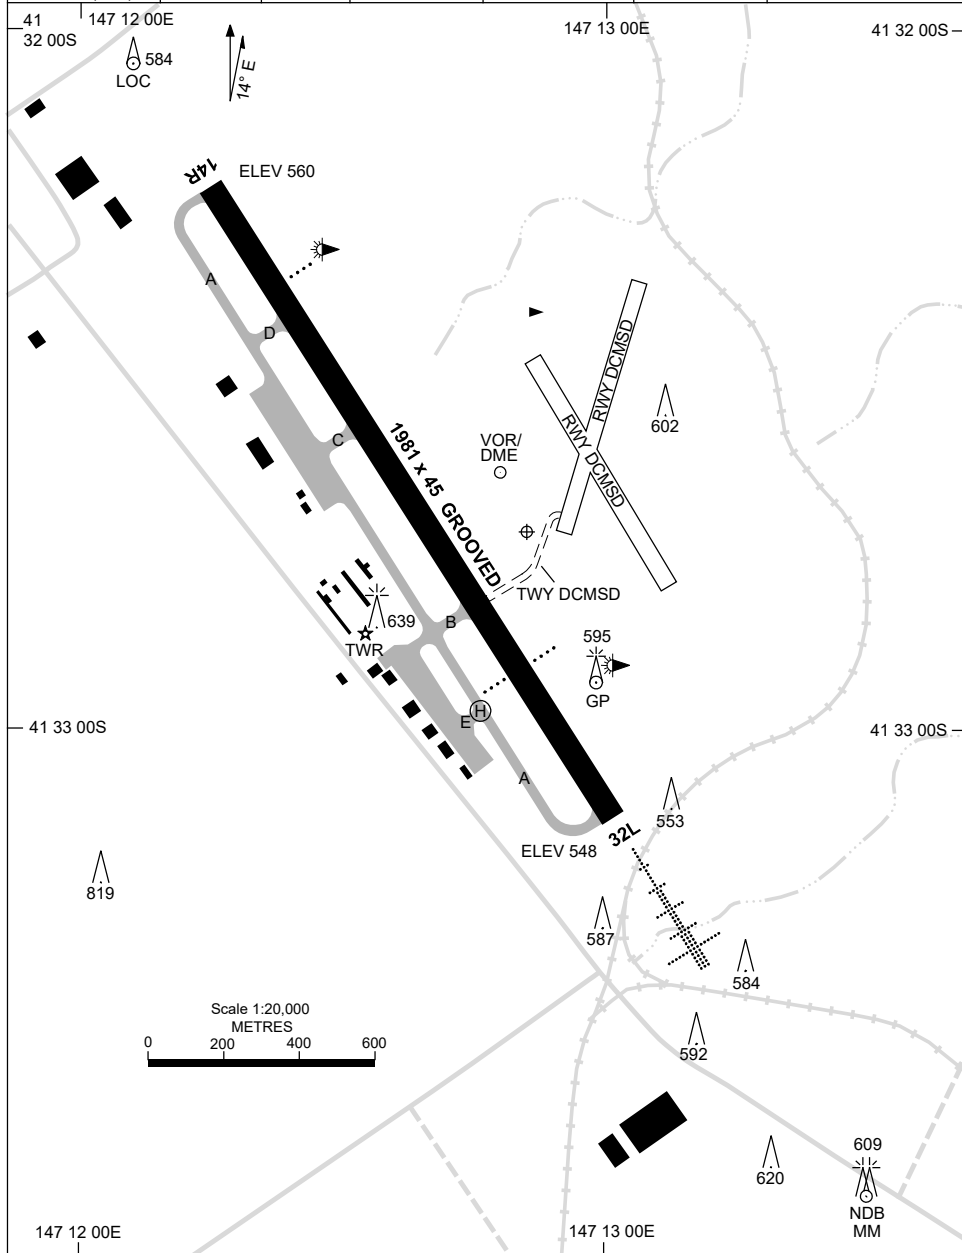 41
32 00S
147 12 00E
147 13 00E
41 32 00S
584
LOC
14° E
14R
ELEV 560
A
D
C
1981 x 45 GROOVED
VOR/
DME
RWY DCMSD
RWY DCMSD
602
TWY DCMSD
639
TWR
B
595
GP
H
E
A
41 33 00S
41 33 00S
553
32L
ELEV 548
819
587
584
Scale 1:20,000
METRES
0 200 400 600
592
609
620
NDB
MM
147 12 00E
147 13 00E